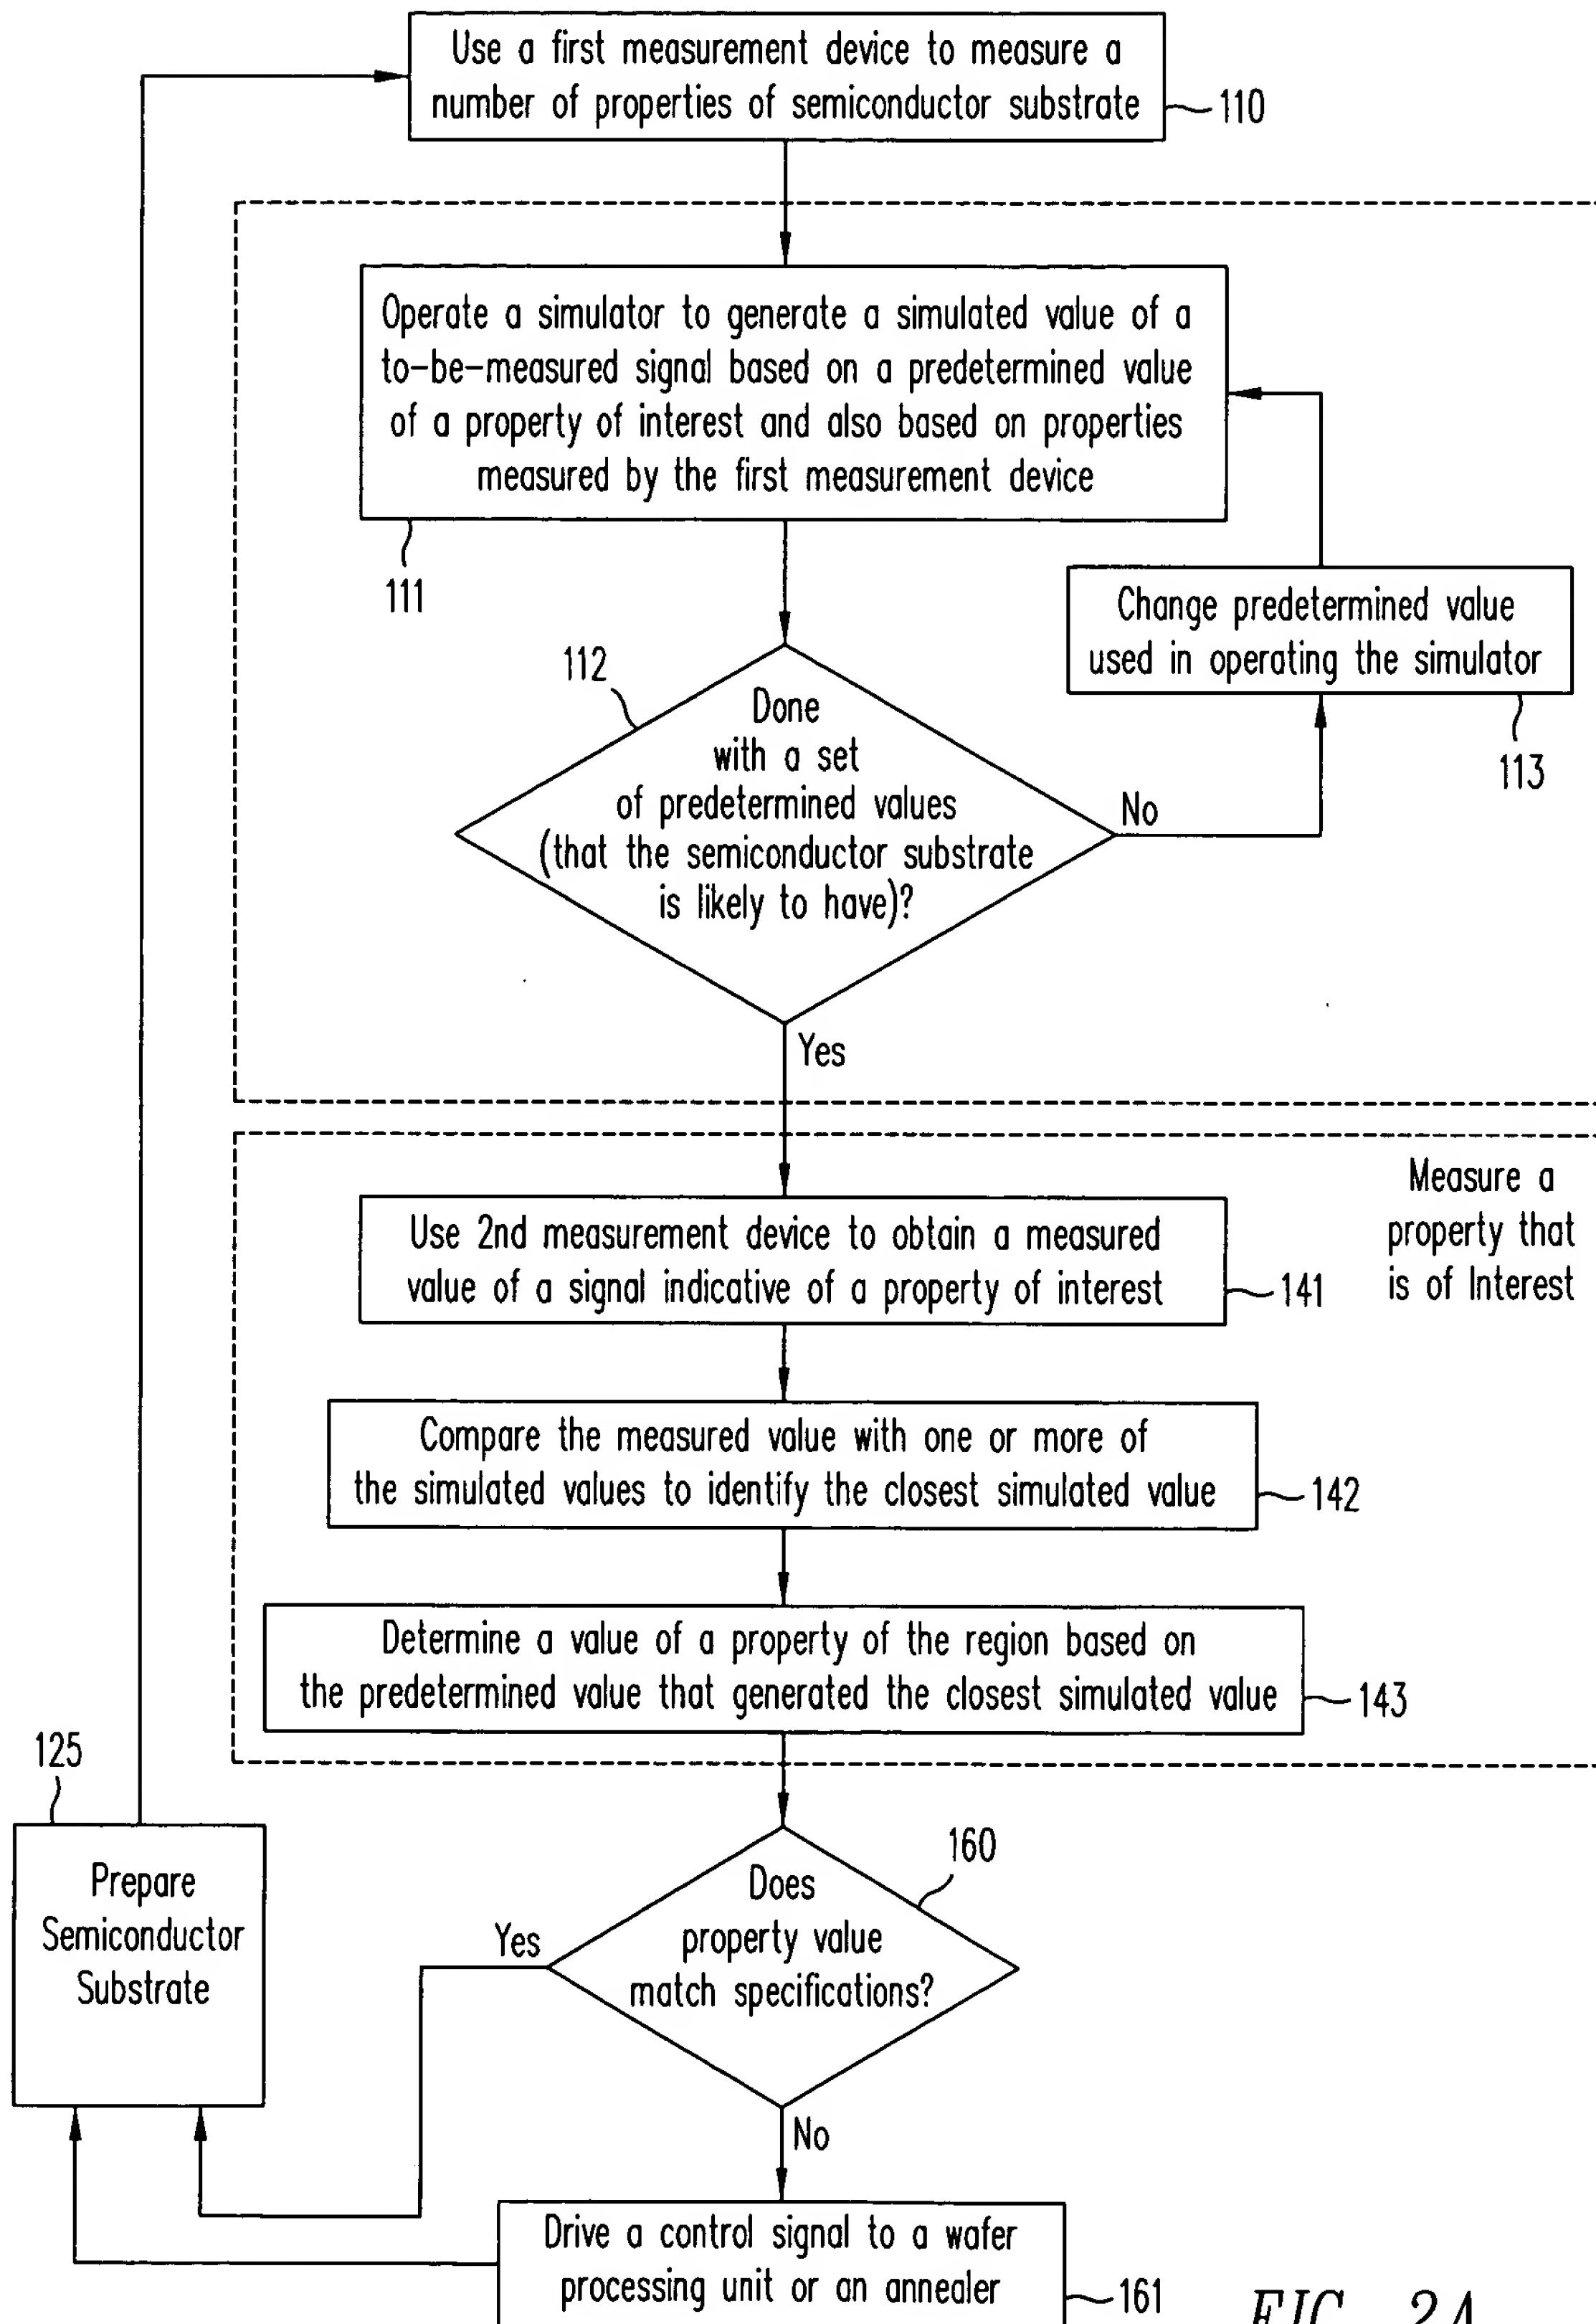 Use a first measurement device to measure a
number of properties of semiconductor substrate
110
Operate a simulator to generate a simulated value of a
to-be-measured signal based on a predetermined value
of a property of interest and also based on properties
measured by the first measurement device
111
Change predetermined value
used in operating the simulator
113
112
Done
with a set
of predetermined values
(that the semiconductor substrate
is likely to have)?
No
Yes
Measure a
property that
is of Interest
Use 2nd measurement device to obtain a measured
value of a signal indicative of a property of interest
141
Compare the measured value with one or more of
the simulated values to identify the closest simulated value
142
Determine a value of a property of the region based on
the predetermined value that generated the closest simulated value
143
125
Prepare
Semiconductor
Substrate
160
Does
property value
match specifications?
Yes
No
Drive a control signal to a wafer
processing unit or an annealer
161
FIG. 2A